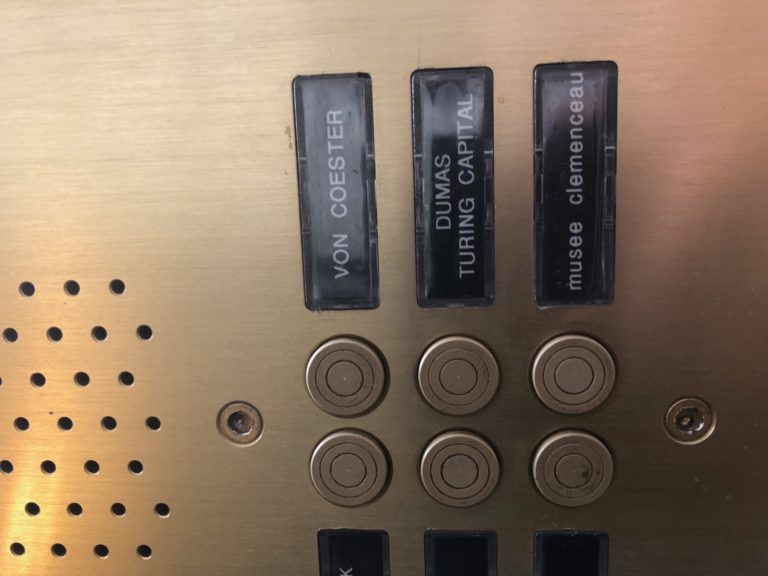 VON COESTER
DUMAS
TURING CAPITAL
musee clemenceau
K